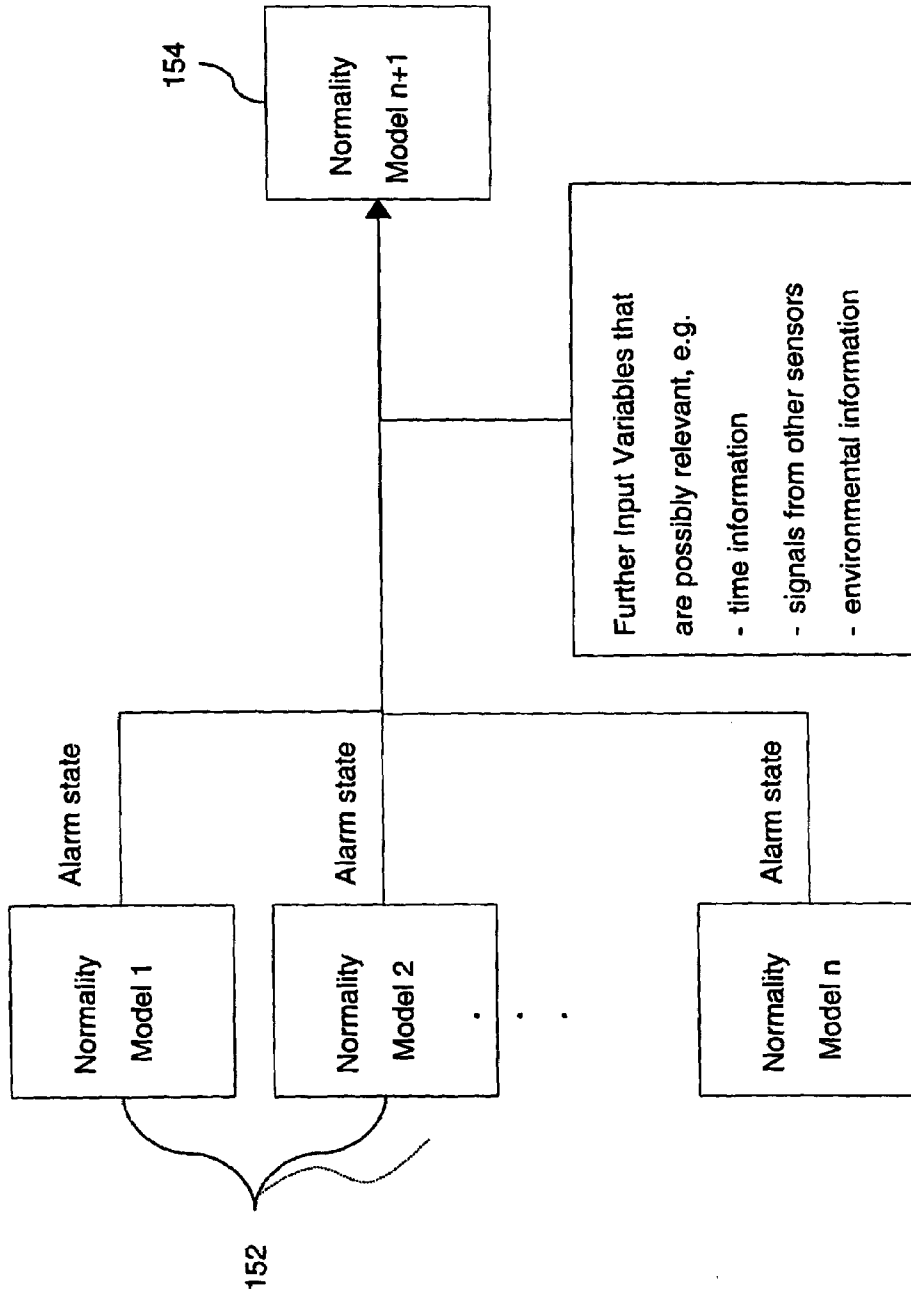 152
Normality
Model 1
Alarm state
Normality
Model 2
Alarm state
. . .
Normality
Model n
Alarm state
154
Normality
Model n+1
Further Input Variables that
are possibly relevant, e.g.
- time information
- signals from other sensors
- environmental information